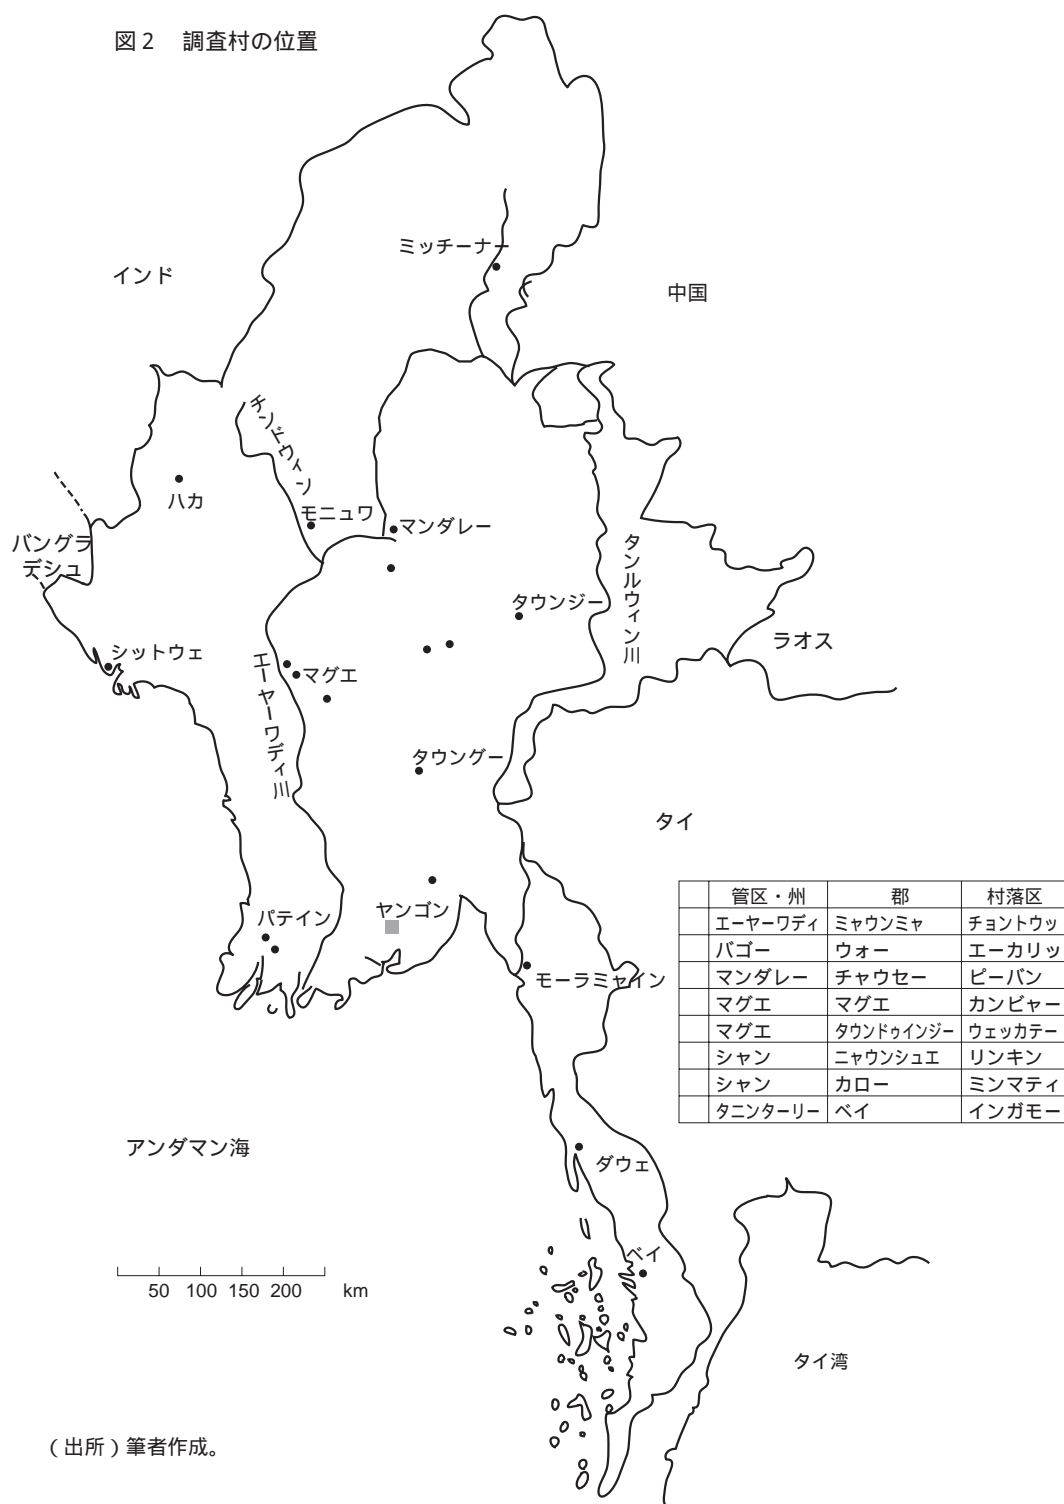 図2 調査村の位置
ミッチーナー
インド
中国
チンドウィン
ハカ
モニュワ
マンダレー
バングラ
デシュ
タンルウィン川
タウンジー
ラオス
シットウェ
エーヤーワディ川
マグエ
タウングー
タイ
パテイン
ヤンゴン
モーラミャイン
管区・州 郡 村落区
エーヤーワディ ミャウンミャ チョントウッ
バゴー ウォー エーカリッ
マンダレー チャウセー ピーバン
マグエ マグエ カンビャー
マグエ タウンドゥインジー ウェッカテー
シャン ニャウンシュエ リンキン
シャン カロー ミンマティ
タニンターリー ベイ インガモー
アンダマン海
ダウェ
ベイ
50 100 150 200 km
タイ湾
(出所)筆者作成。